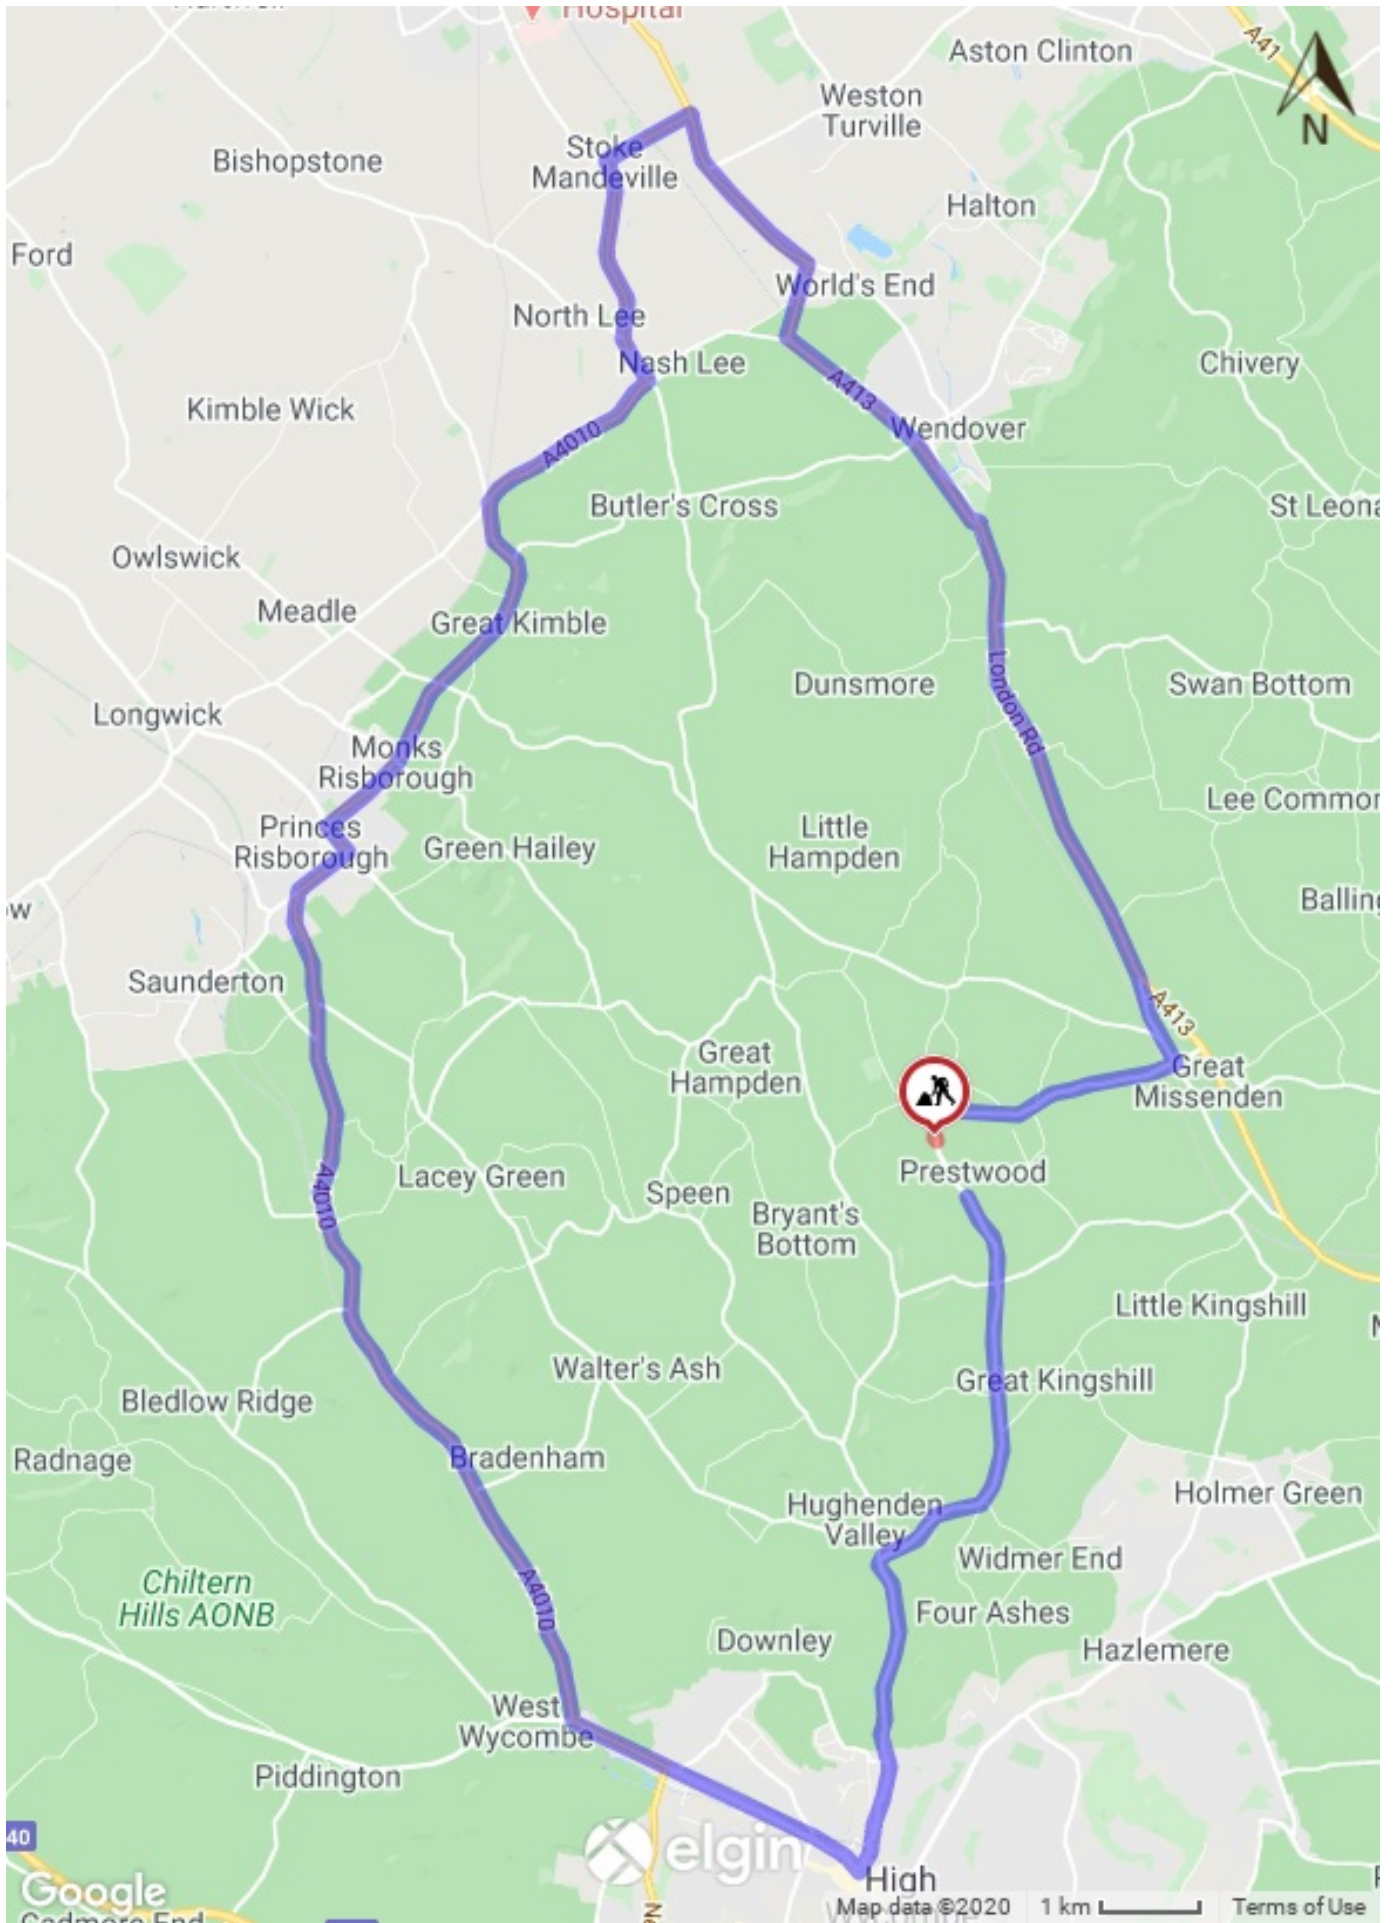 Hospital
Aston Clinton
A41
Weston
Turville
N
Stoke
Mandeville
Bishopstone
Halton
Ford
World's End
North Lee
Nash Lee
Chivery
A413
Kimble Wick
Wendover
A4010
Butler's Cross
Owlswick
Meadle
Great Kimble
Dunsmore
Swan Bottom
London Rd
Longwick
Monks
Risborough
Lee Common
Princes
Risborough
Green Hailey
Little
Hampden
Saunderton
A413
Great
Hampden
Great
Missenden
Prestwood
Lacey Green
A4010
Speen
Bryant's
Bottom
Little Kingshill
Walter's Ash
Great Kingshill
Bledlow Ridge
Bradenham
Radnage
Holmer Green
Hughenden
Valley
Widmer End
Chiltern
Hills AONB
A4010
Four Ashes
Downley
Hazlemere
West
Wycombe
Piddington
40
elgin
High
Google
Map data ©2020
1 km
Terms of Use
Wycombe
Cadmore End